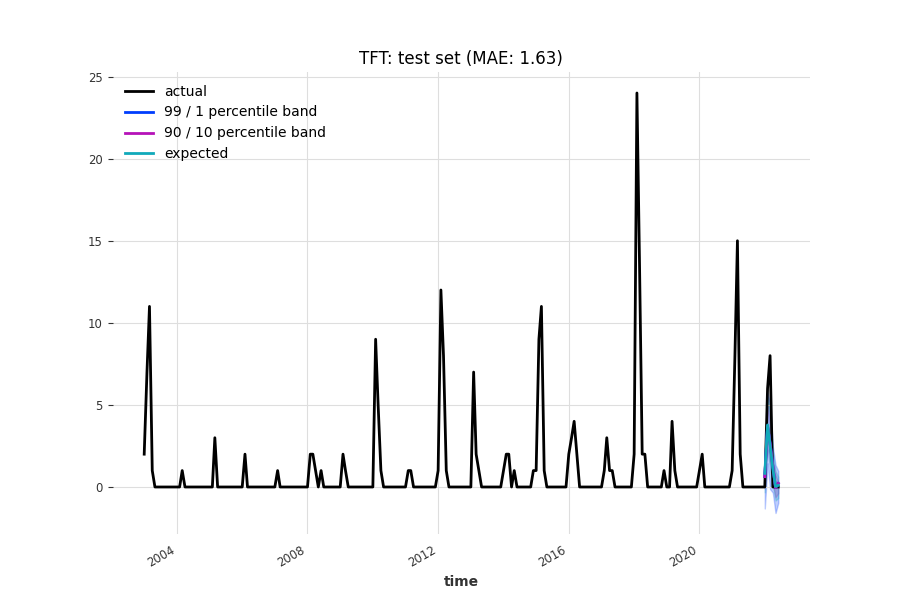 TFT: test set (MAE: 1.63)
25
20
15
10
5
0
actual
99 / 1 percentile band
90 / 10 percentile band
expected
2004
2008
2012
2016
2020
time